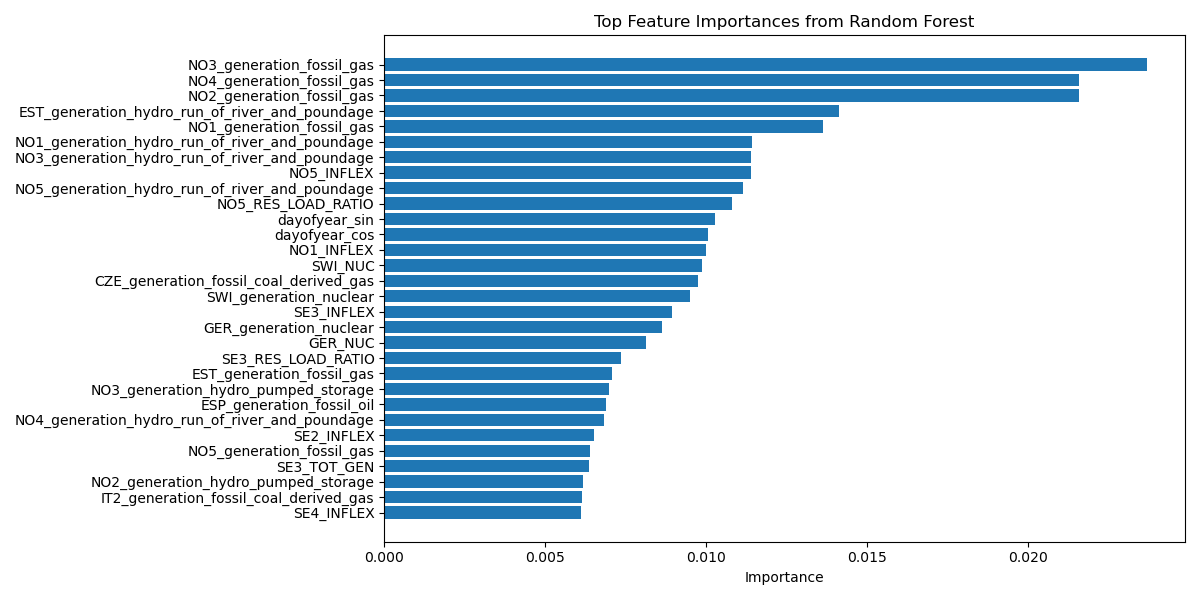 Top Feature Importances from Random Forest
NO3_generation_fossil_gas
NO4_generation_fossil_gas
NO2_generation_fossil_gas
EST_generation_hydro_run_of_river_and_poundage
NO1_generation_fossil_gas
NO1_generation_hydro_run_of_river_and_poundage
NO3_generation_hydro_run_of_river_and_poundage
NO5_INFLEX
NO5_generation_hydro_run_of_river_and_poundage
NO5_RES_LOAD_RATIO
dayofyear_sin
dayofyear_cos
NO1_INFLEX
SWI_NUC
CZE_generation_fossil_coal_derived_gas
SWI_generation_nuclear
SE3_INFLEX
GER_generation_nuclear
GER_NUC
SE3_RES_LOAD_RATIO
EST_generation_fossil_gas
NO3_generation_hydro_pumped_storage
ESP_generation_fossil_oil
NO4_generation_hydro_run_of_river_and_poundage
SE2_INFLEX
NO5_generation_fossil_gas
SE3_TOT_GEN
NO2_generation_hydro_pumped_storage
IT2_generation_fossil_coal_derived_gas
SE4_INFLEX
0.000 0.005 0.010 0.015 0.020
Importance